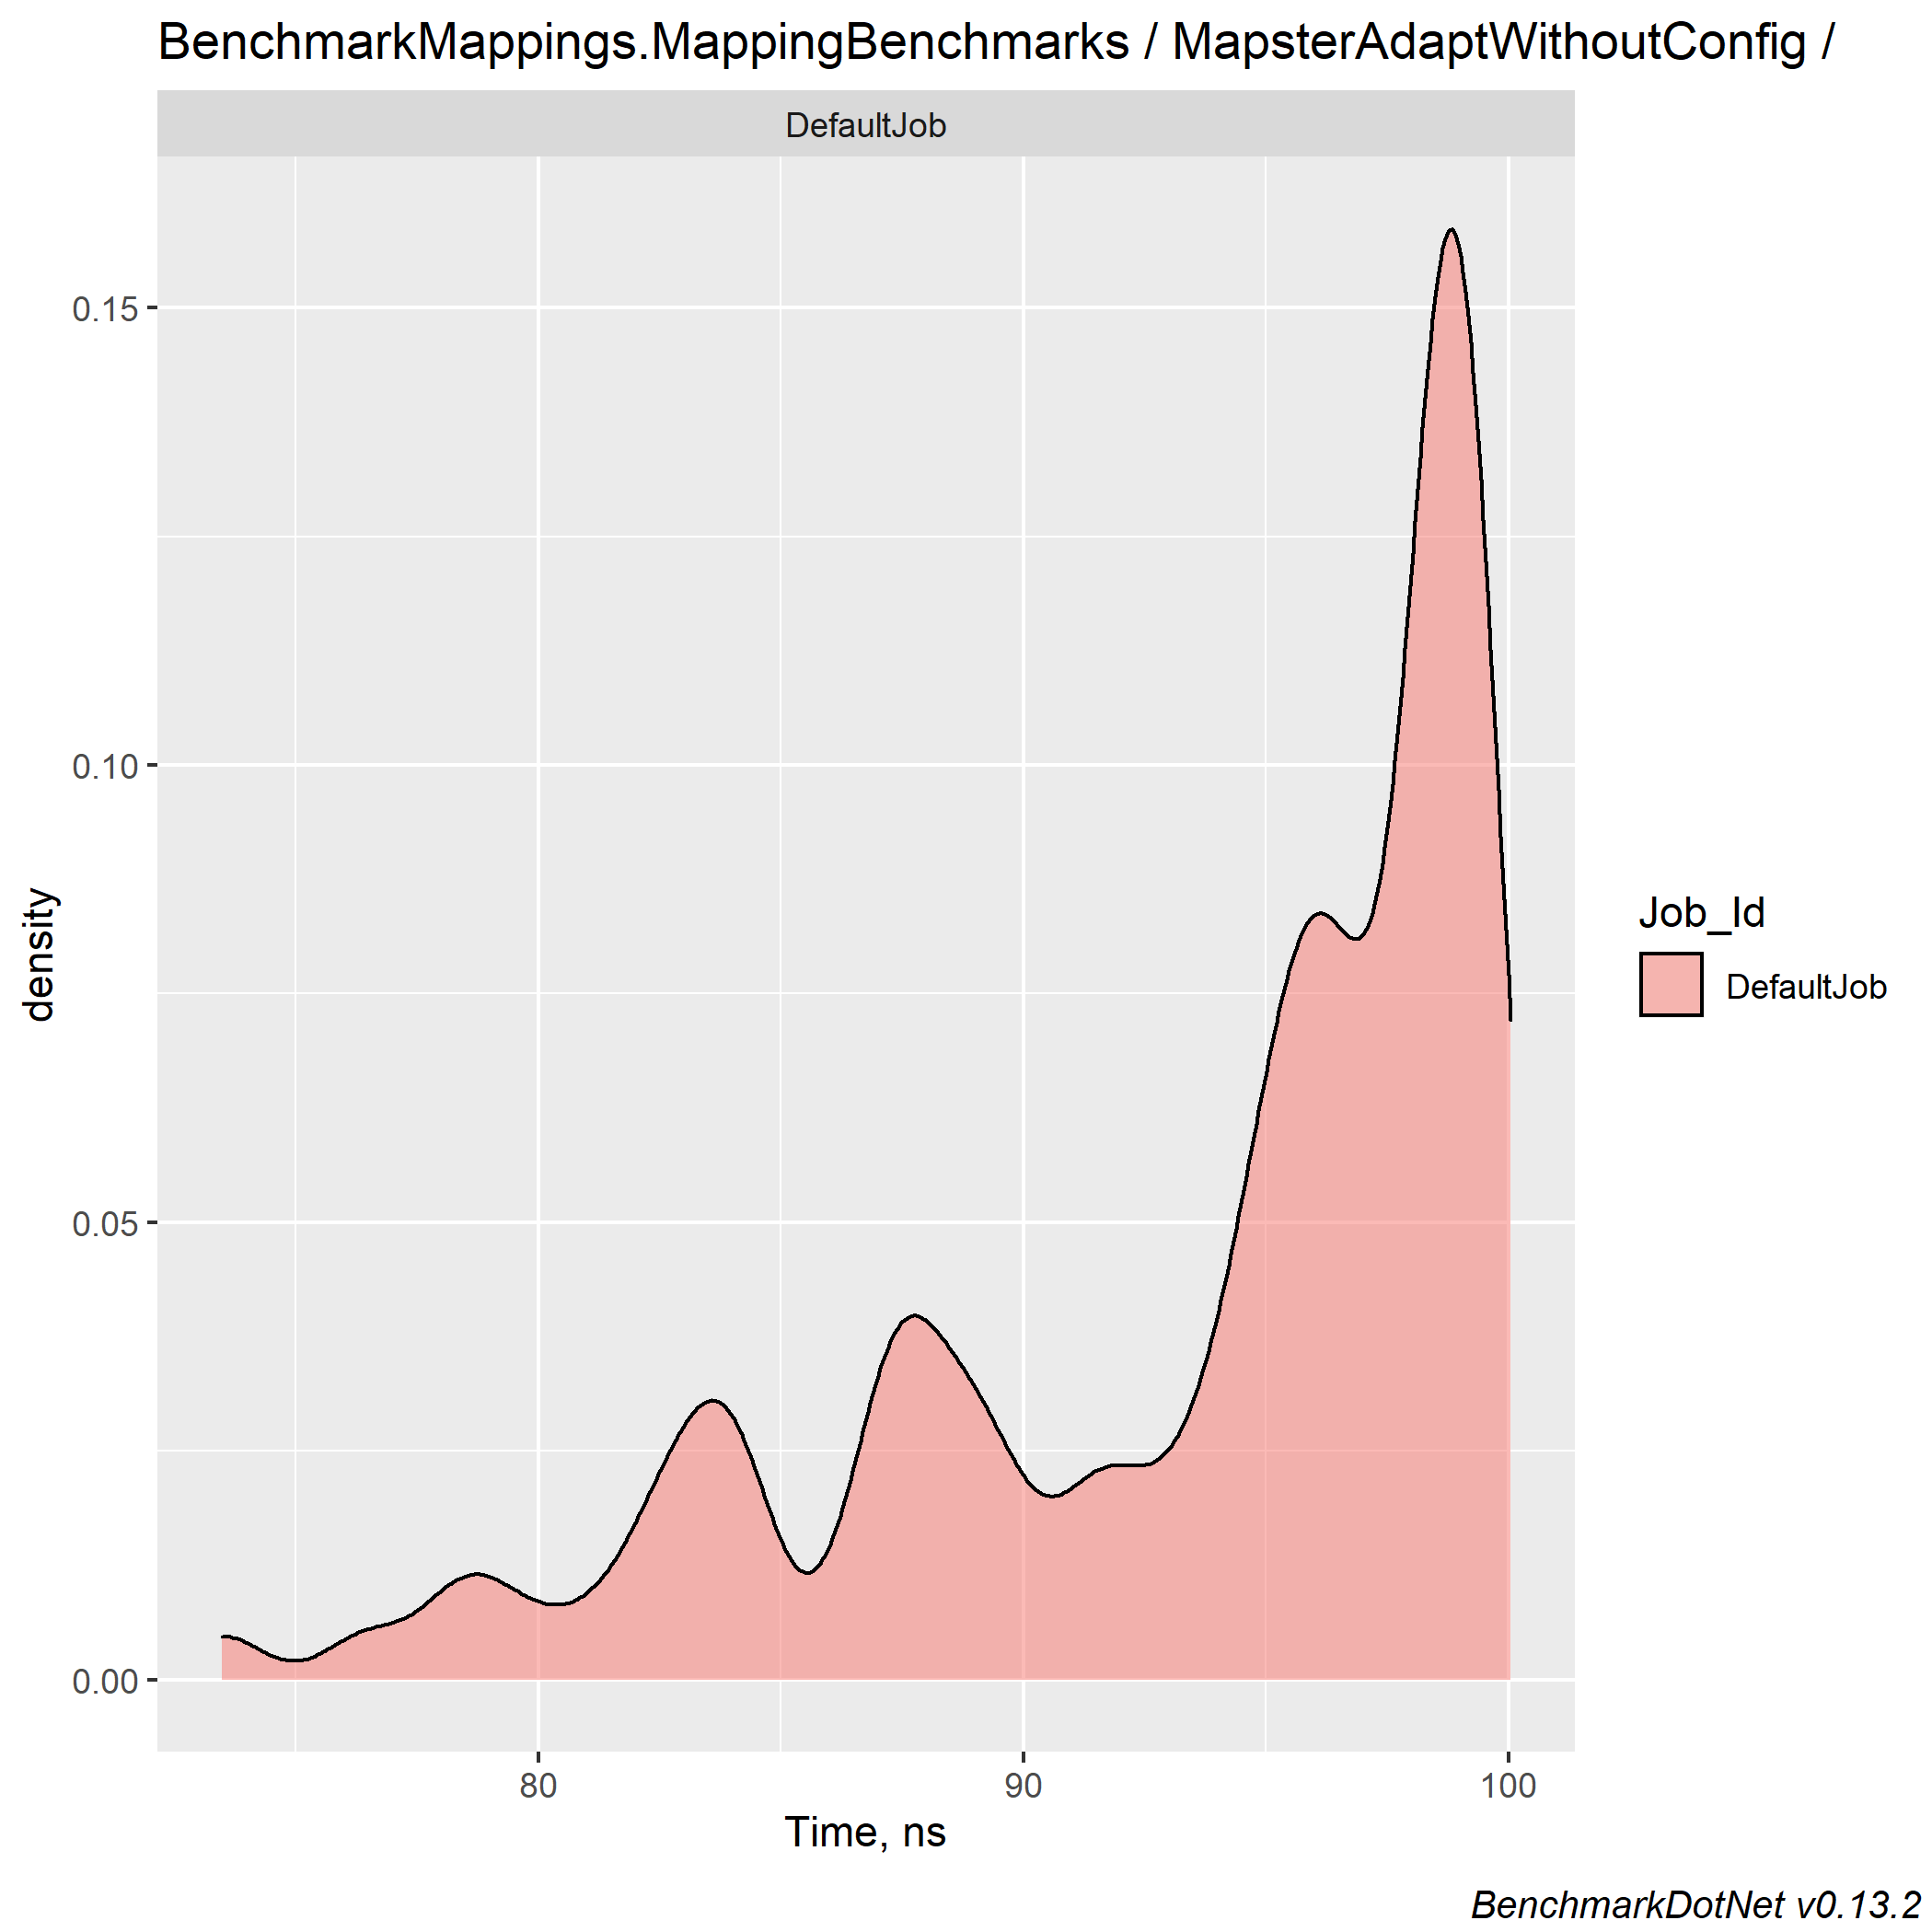 BenchmarkMappings.MappingBenchmarks / MapsterAdaptWithoutConfig /
DefaultJob
0.15
0.10
0.05
0.00
density
80 90 100
Time, ns
Job_Id
DefaultJob
BenchmarkDotNet v0.13.2